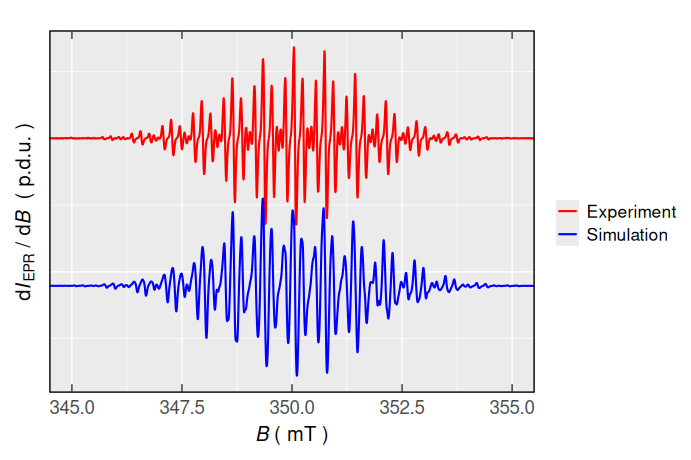 dI_EPR / dB ( p.d.u. )
Experiment
Simulation
345.0 347.5 350.0 352.5 355.0
B ( mT )